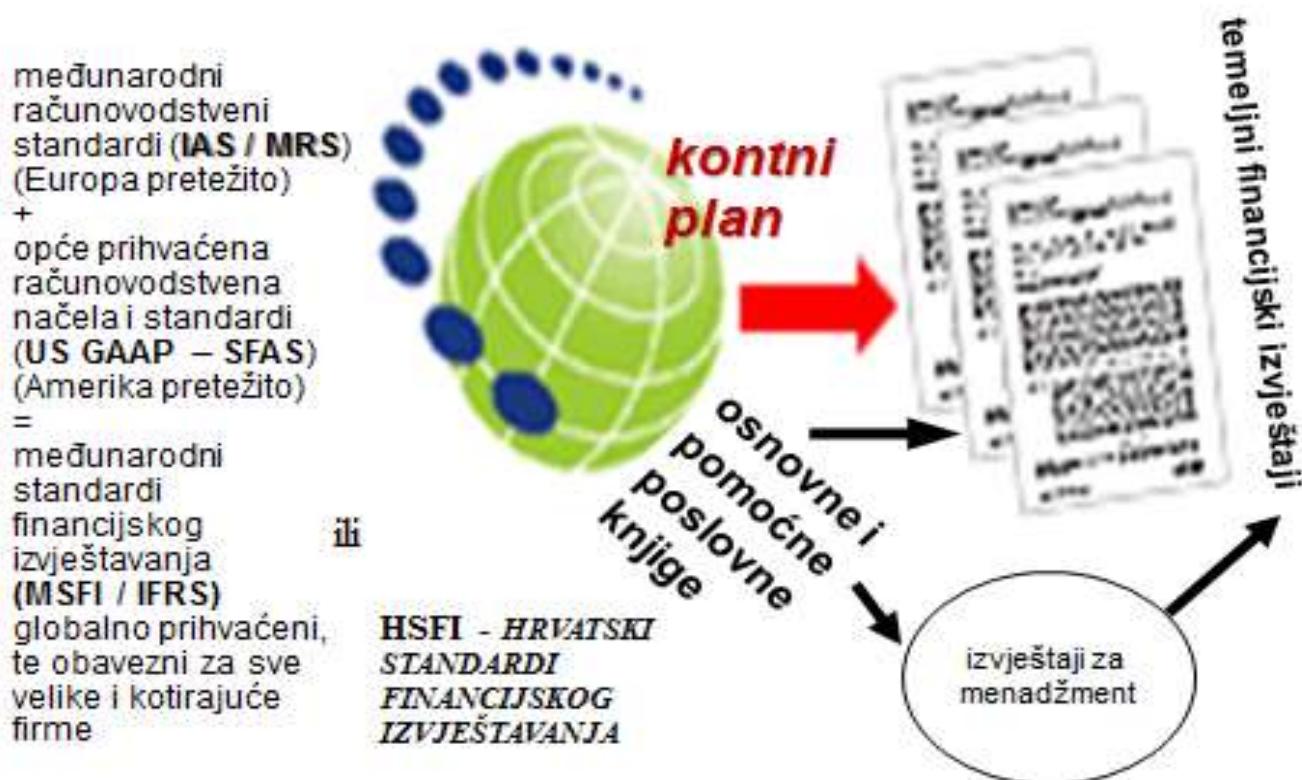 međunarodni
računovodstveni
standardi (IAS / MRS)
(Europa pretežito)
+
opće prihvaćena
računovodstvena
načela i standardi
(US GAAP – SFAS)
(Amerika pretežito)
=
međunarodni
standardi
financijskog
izvještavanja
(MSFI / IFRS)
globalno prihvaćeni,
te obavezni za sve
velike i kotirajuće
firme
ili
HSFI - HRVATSKI
STANDARDI
FINANCIJSKOG
IZVJEŠTAVANJA
kontni
plan
osnovne i
pomoćne
poslovne
knjige
temeljni financijski izvještaji
izvještaji za
menadžment